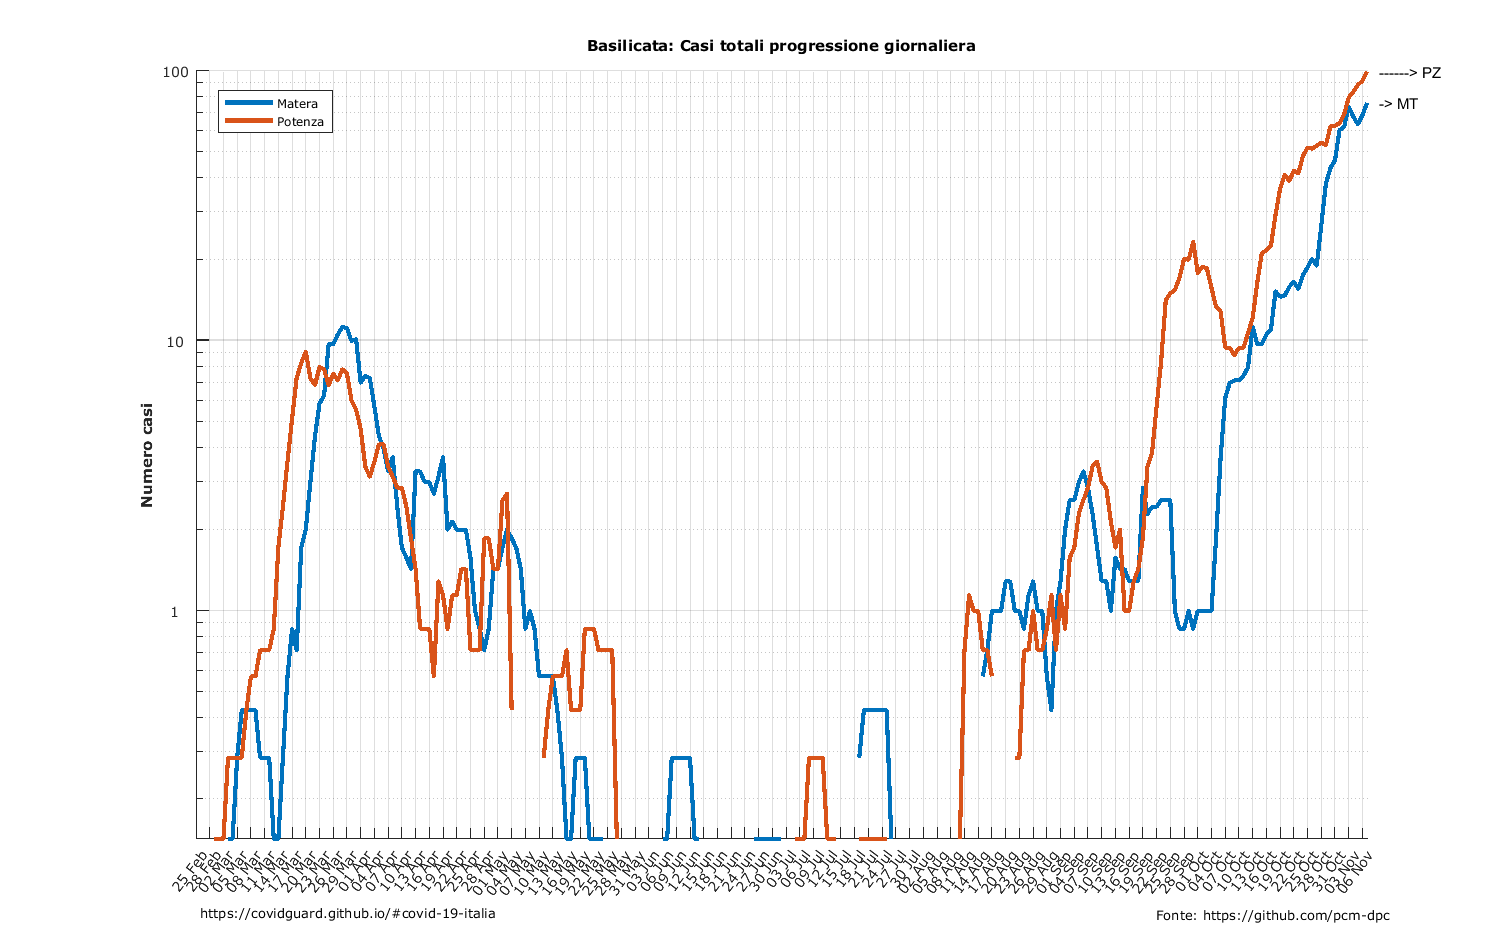 Basilicata: Casi totali progressione giornaliera
------> PZ
-> MT
Matera
Potenza
Numero casi
100
10
1
25 Feb
28 Feb
02 Mar
05 Mar
08 Mar
11 Mar
14 Mar
17 Mar
20 Mar
23 Mar
26 Mar
29 Mar
01 Apr
04 Apr
07 Apr
10 Apr
13 Apr
16 Apr
19 Apr
22 Apr
25 Apr
28 Apr
01 May
04 May
07 May
10 May
13 May
16 May
19 May
22 May
25 May
28 May
31 May
03 Jun
06 Jun
09 Jun
12 Jun
15 Jun
18 Jun
21 Jun
24 Jun
27 Jun
30 Jun
03 Jul
06 Jul
09 Jul
12 Jul
15 Jul
18 Jul
21 Jul
24 Jul
27 Jul
30 Jul
02 Aug
05 Aug
08 Aug
11 Aug
14 Aug
17 Aug
20 Aug
23 Aug
26 Aug
29 Aug
01 Sep
04 Sep
07 Sep
10 Sep
13 Sep
16 Sep
19 Sep
22 Sep
25 Sep
28 Sep
01 Oct
04 Oct
07 Oct
10 Oct
13 Oct
16 Oct
19 Oct
22 Oct
25 Oct
28 Oct
31 Oct
03 Nov
06 Nov
https://covidguard.github.io/#covid-19-italia
Fonte: https://github.com/pcm-dpc